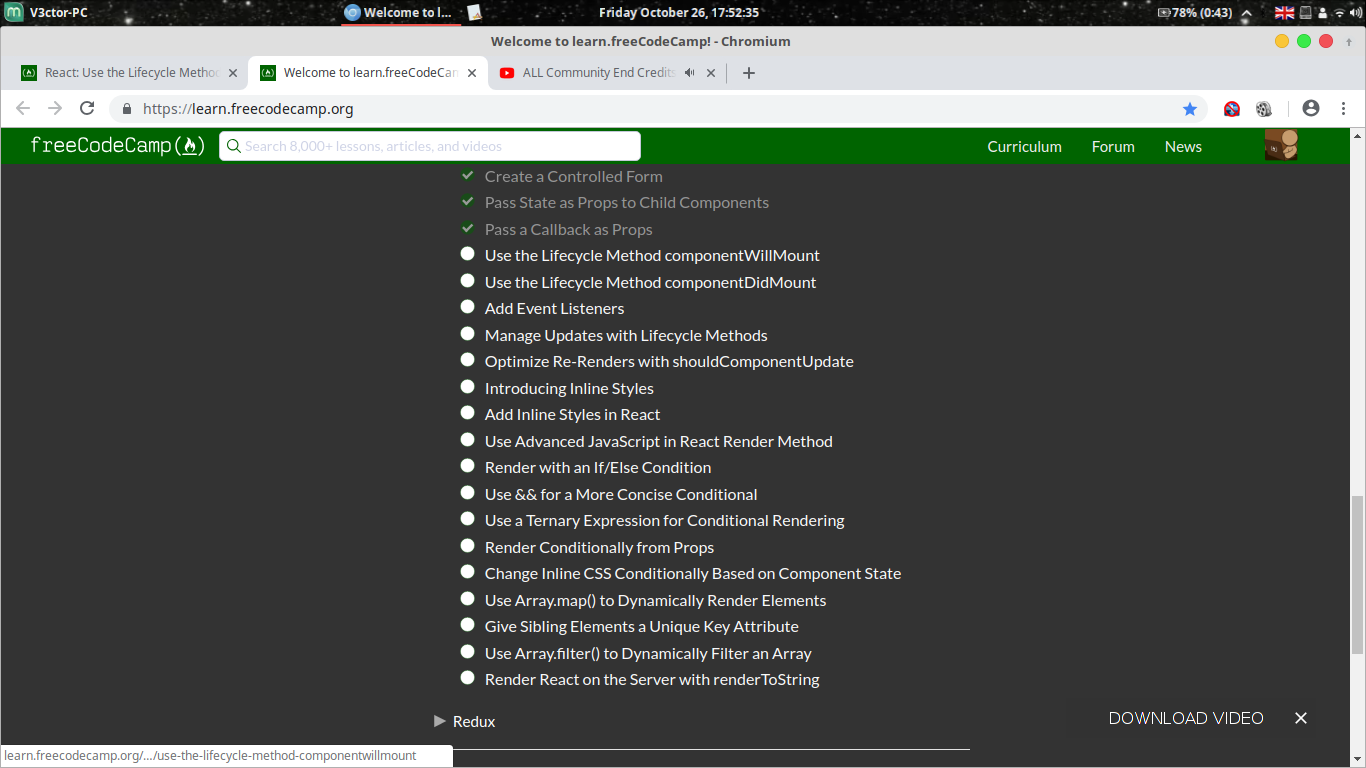 V3ctor-PC
Welcome to l...
Friday October 26, 17:52:35
78% (0:43)
Welcome to learn.freeCodeCamp! - Chromium
React: Use the Lifecycle Metho
Welcome to learn.freeCodeCam
ALL Community End Credits
https://learn.freecodecamp.org
freeCodeCamp
Search 8,000+ lessons, articles, and videos
Curriculum
Forum
News
Create a Controlled Form
Pass State as Props to Child Components
Pass a Callback as Props
Use the Lifecycle Method componentWillMount
Use the Lifecycle Method componentDidMount
Add Event Listeners
Manage Updates with Lifecycle Methods
Optimize Re-Renders with shouldComponentUpdate
Introducing Inline Styles
Add Inline Styles in React
Use Advanced JavaScript in React Render Method
Render with an If/Else Condition
Use && for a More Concise Conditional
Use a Ternary Expression for Conditional Rendering
Render Conditionally from Props
Change Inline CSS Conditionally Based on Component State
Use Array.map() to Dynamically Render Elements
Give Sibling Elements a Unique Key Attribute
Use Array.filter() to Dynamically Filter an Array
Render React on the Server with renderToString
Redux
DOWNLOAD VIDEO
learn.freecodecamp.org/.../use-the-lifecycle-method-componentwillmount